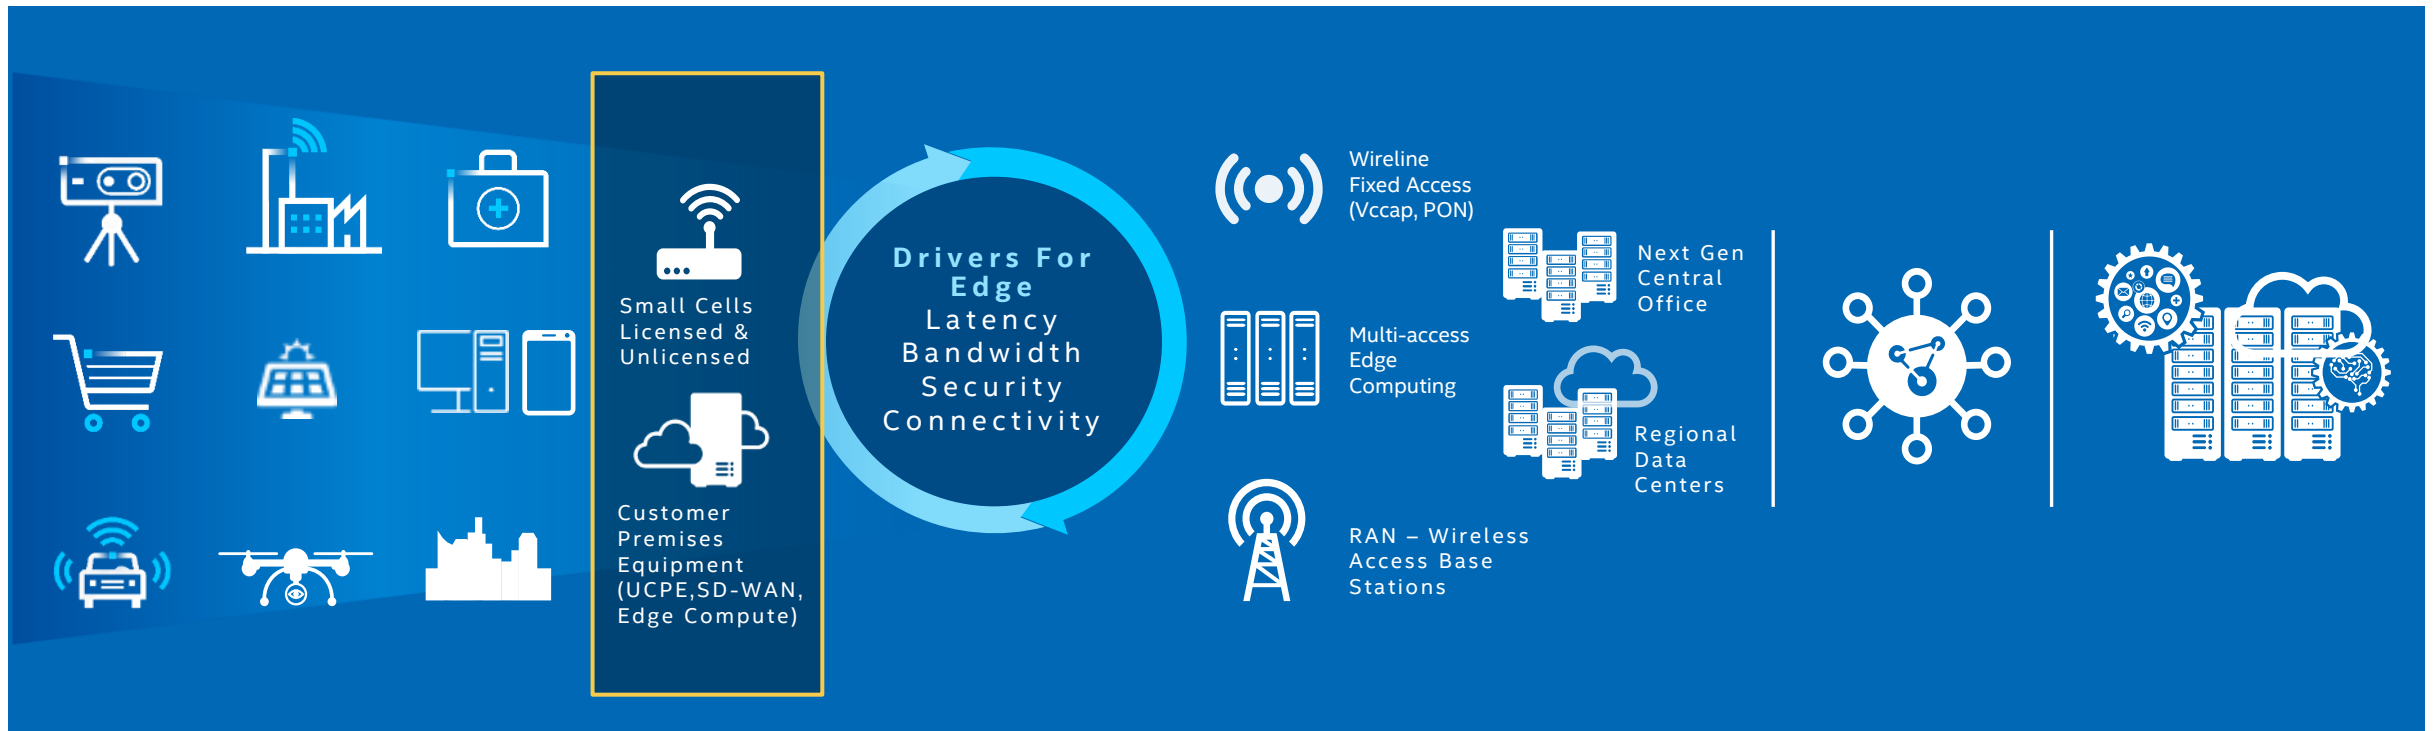 Small Cells
Licensed &
Unlicensed
Customer
Premises
Equipment
(UCPE,SD-WAN,
Edge Compute)
Drivers For
Edge
Latency
Bandwidth
Security
Connectivity
Wireline
Fixed Access
(Vccap, PON)
Multi-access
Edge
Computing
RAN – Wireless
Access Base
Stations
Next Gen
Central
Office
Regional
Data
Centers